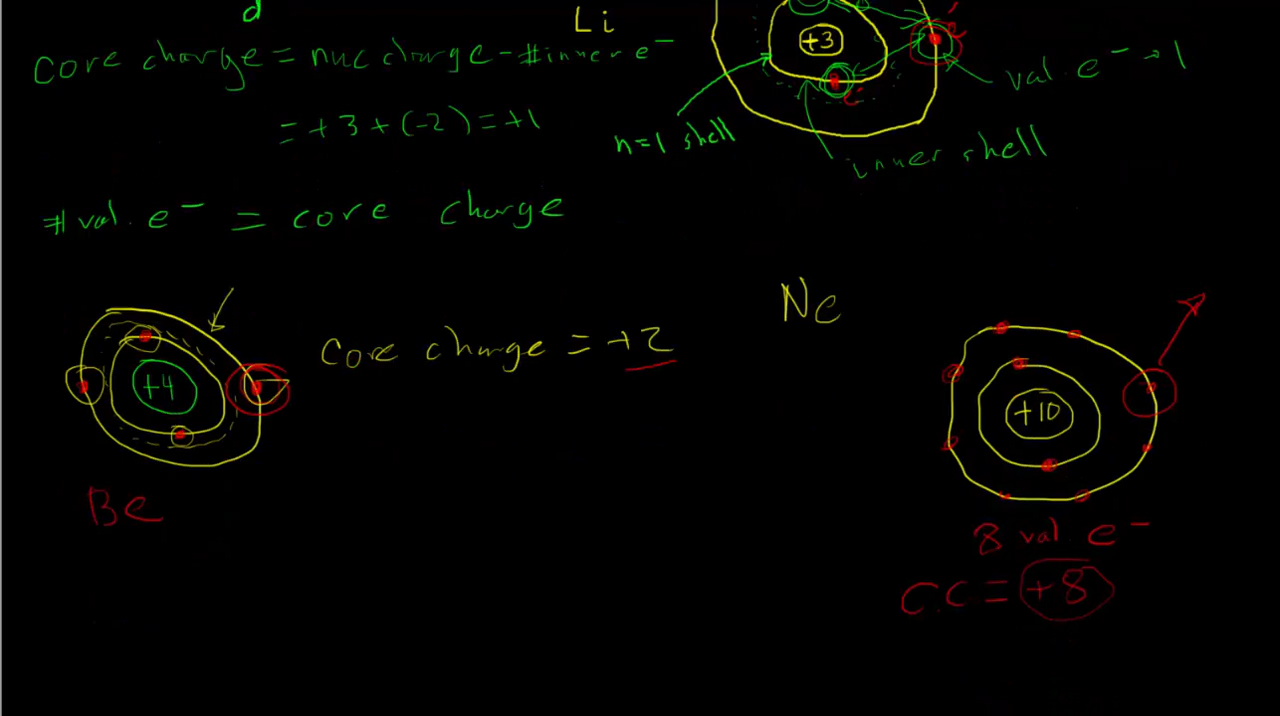 d
Li
core charge = nuc charge - # inner e⁻
+3
val. e⁻ → 1
= +3 + (-2) = +1
n=1 shell
inner shell
# val. e⁻ = core charge
Ne
core charge = +2
+4
+10
Be
8 val. e⁻
C.C = +8